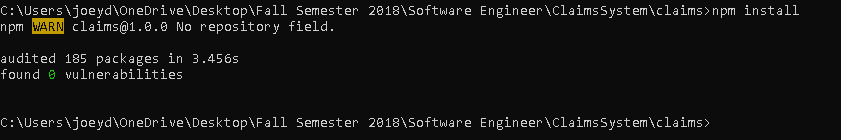 C:\Users\joeyd\OneDrive\Desktop\Fall Semester 2018\Software Engineer\ClaimsSystem\claims>npm install
npm WARN claims@1.0.0 No repository field.
audited 185 packages in 3.456s
found 0 vulnerabilities
C:\Users\joeyd\OneDrive\Desktop\Fall Semester 2018\Software Engineer\ClaimsSystem\claims>